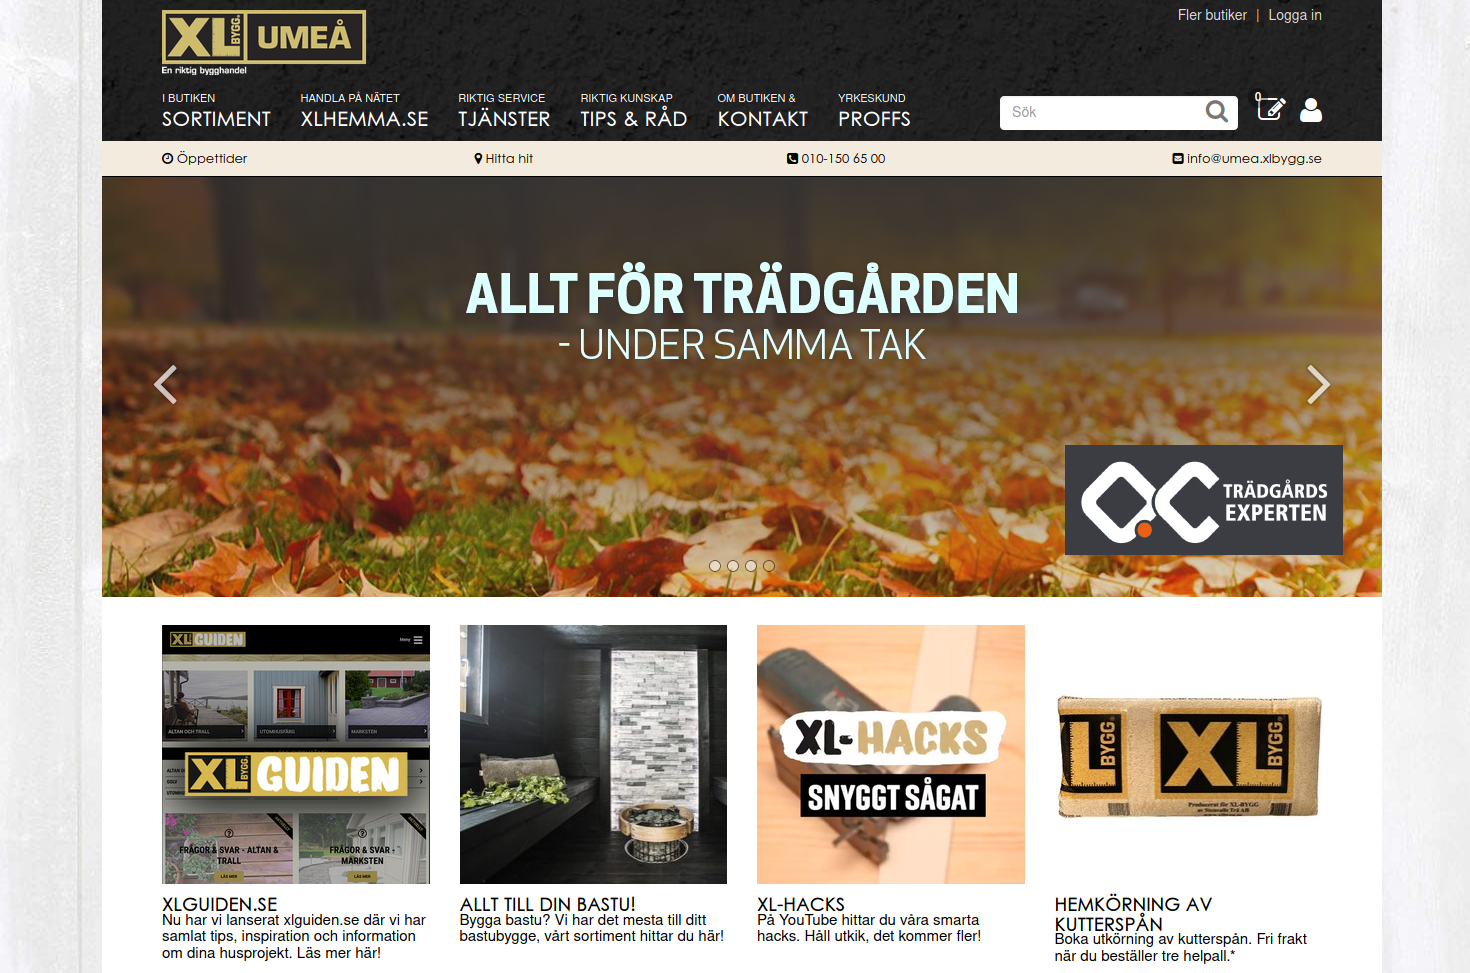 XL BYGG. UMEÅ
En riktig bygghandel
Fler butiker | Logga in
I BUTIKEN
SORTIMENT
HANDLA PÅ NÄTET
XLHEMMA.SE
RIKTIG SERVICE
TJÄNSTER
RIKTIG KUNSKAP
TIPS & RÅD
OM BUTIKEN &
KONTAKT
YRKESKUND
PROFFS
Sök
0
Öppettider
Hitta hit
010-150 65 00
info@umea.xlbygg.se
ALLT FÖR TRÄDGÅRDEN
- UNDER SAMMA TAK
TRÄDGÅRDS
EXPERTEN
XL GUIDEN
Meny
ALTAN OCH TRALL
UTOMHUSFÄRG
MARKSTEN
XL BYGG. GUIDEN
FRÅGOR & SVAR - ALTAN &
TRALL
LÄS MER
FRÅGOR & SVAR -
MARKSTEN
LÄS MER
XL-HACKS
SNYGGT SÅGAT
L BYGG. XL BYGG.
Producerat för XL-BYGG
XLGUIDEN.SE
Nu har vi lanserat xlguiden.se där vi har
samlat tips, inspiration och information
om dina husprojekt. Läs mer här!
ALLT TILL DIN BASTU!
Bygga bastu? Vi har det mesta till ditt
bastubygge, vårt sortiment hittar du här!
XL-HACKS
På YouTube hittar du våra smarta
hacks. Håll utkik, det kommer fler!
HEMKÖRNING AV
KUTTERSPÅN
Boka utkörning av kutterspån. Fri frakt
när du beställer tre helpall.*